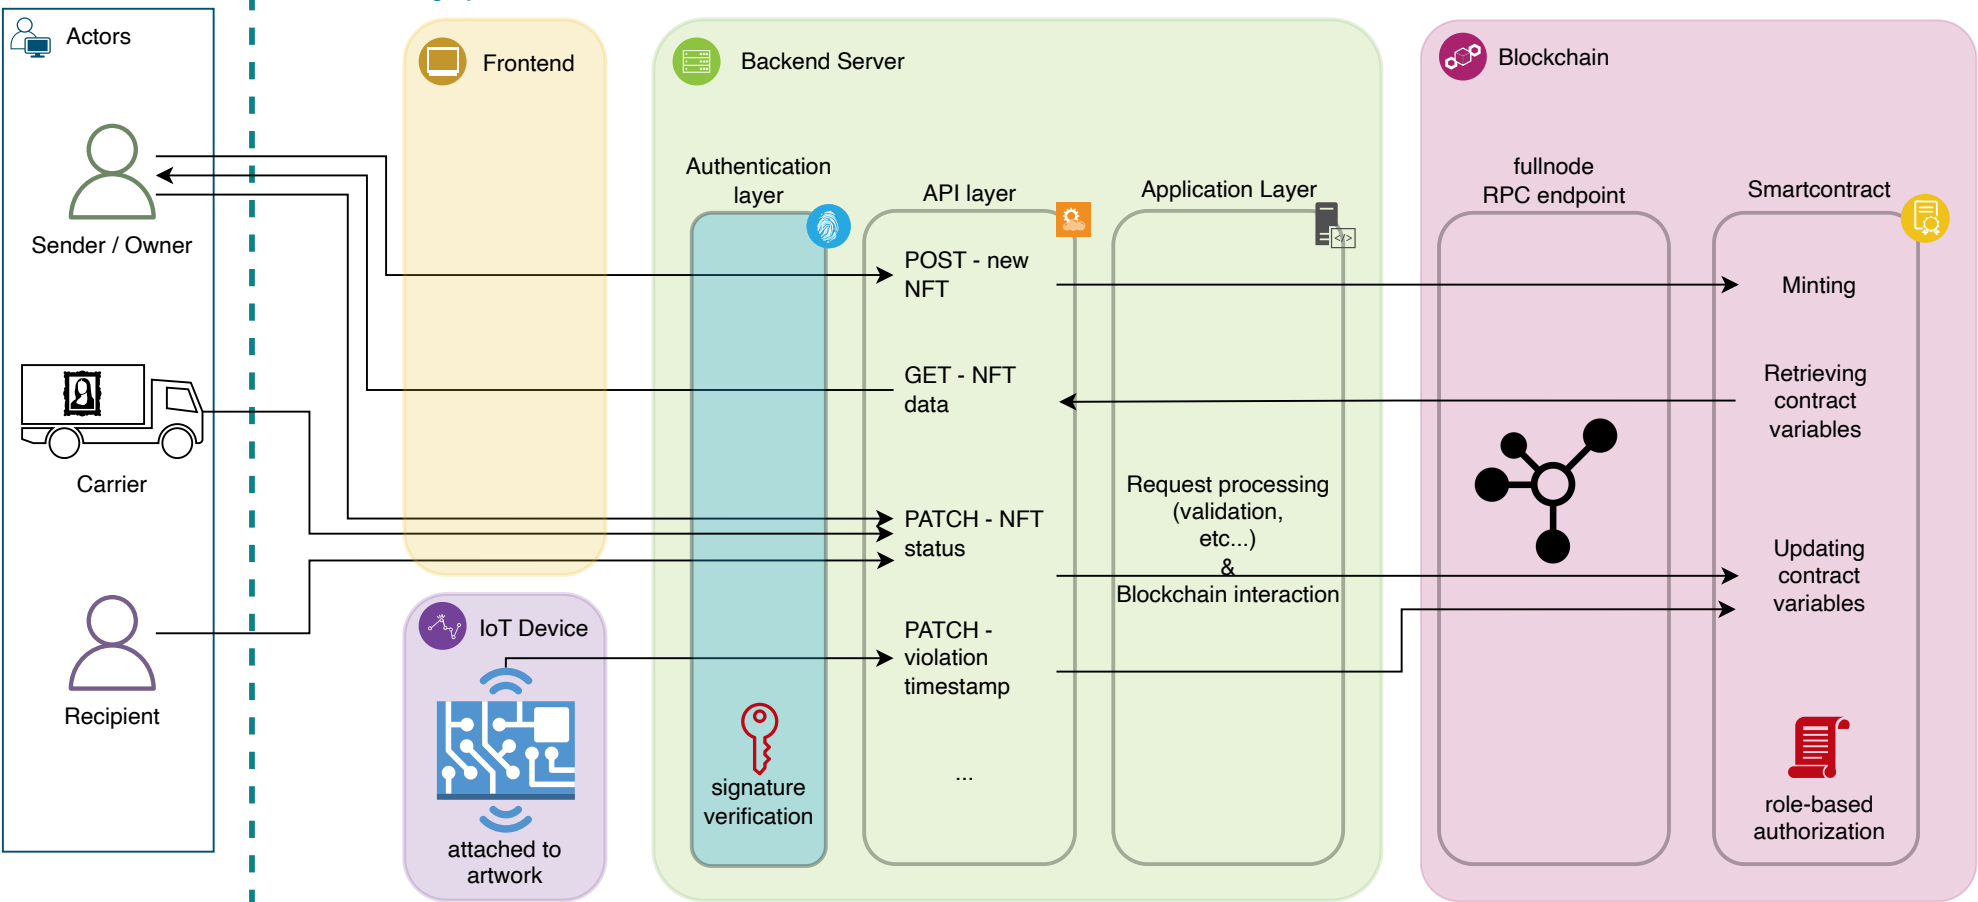 Actors
Sender / Owner
Carrier
Recipient
Frontend
IoT Device
attached to
artwork
Backend Server
Authentication
layer
signature
verification
API layer
POST - new
NFT
GET - NFT
data
PATCH - NFT
status
PATCH -
violation
timestamp
...
Application Layer
</>
Request processing
(validation,
etc...)
&
Blockchain interaction
Blockchain
fullnode
RPC endpoint
Smartcontract
Minting
Retrieving
contract
variables
Updating
contract
variables
role-based
authorization